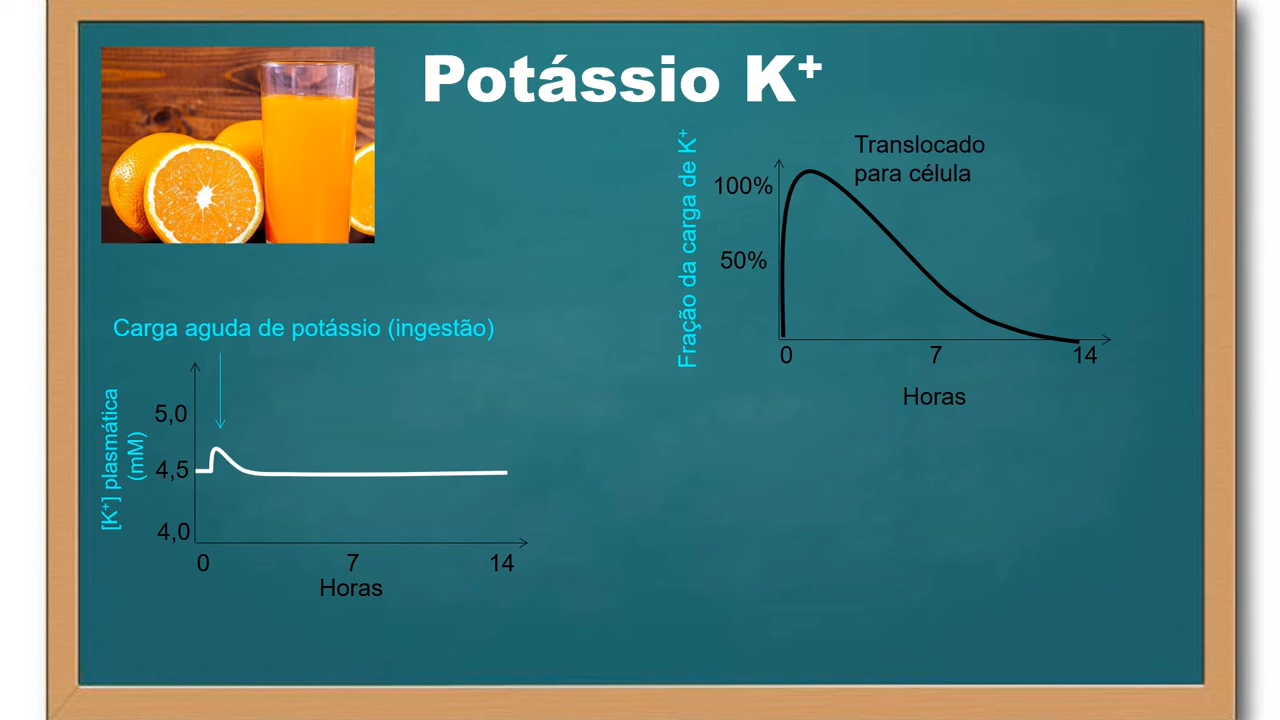 Potássio K⁺
Carga aguda de potássio (ingestão)
[K⁺] plasmática
(mM)
5,0
4,5
4,0
0 7 14
Horas
Fração da carga de K⁺
Translocado
para célula
100%
50%
0 7 14
Horas